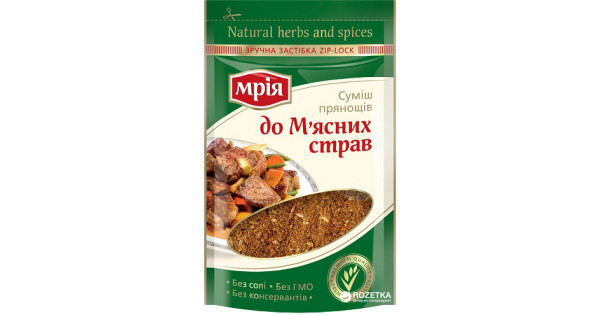 Natural herbs and spices
ЗРУЧНА ЗАСТІБКА ZIP-LOCK
мрія
Суміш
прянощів
до М'ясних
страв
• Без солі • Без ГМО
• Без консервантів •
ROZETKA